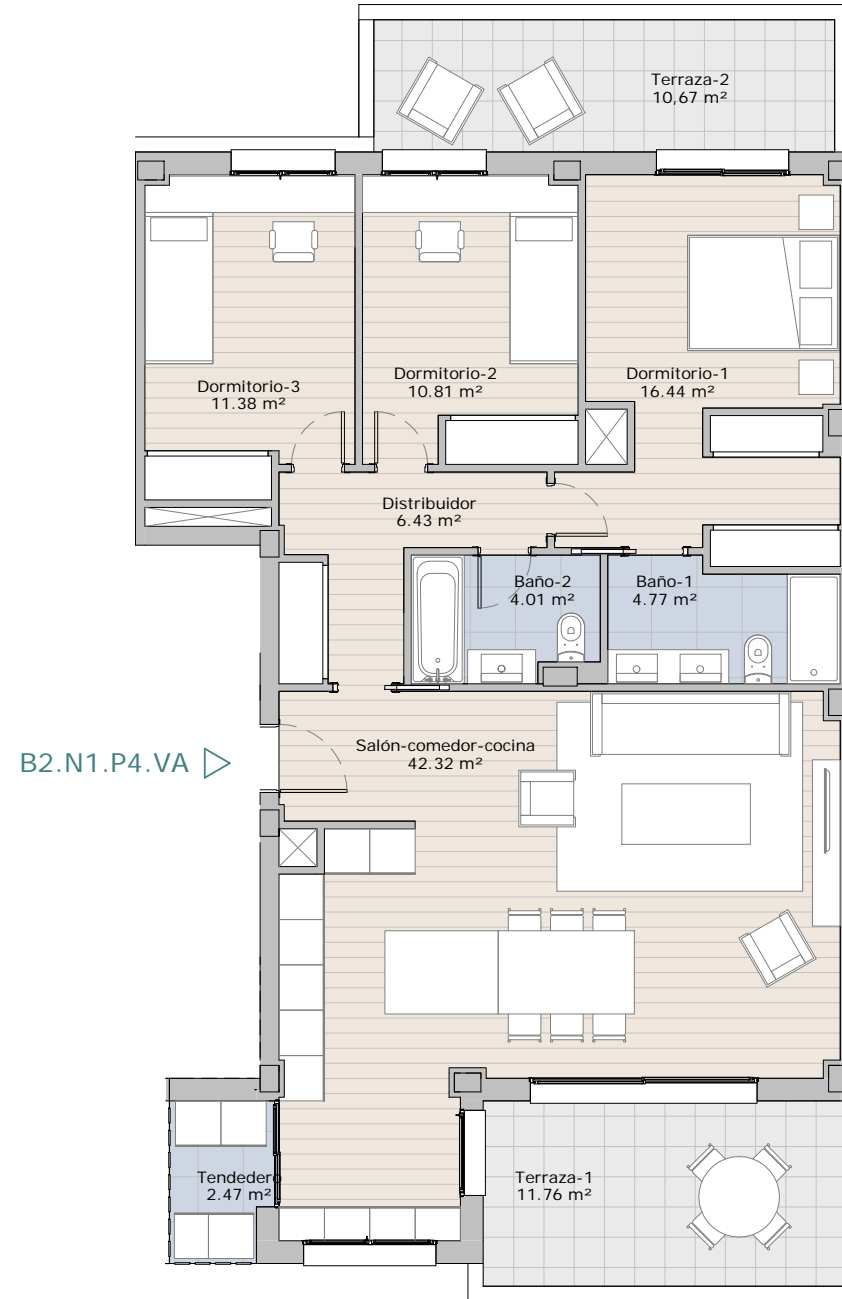 Terraza-2
10,67 m²
Dormitorio-3
11.38 m²
Dormitorio-2
10.81 m²
Dormitorio-1
16.44 m²
Distribuidor
6.43 m²
Baño-2
4.01 m²
Baño-1
4.77 m²
Salón-comedor-cocina
42.32 m²
B2.N1.P4.VA
Tendedero
2.47 m²
Terraza-1
11.76 m²